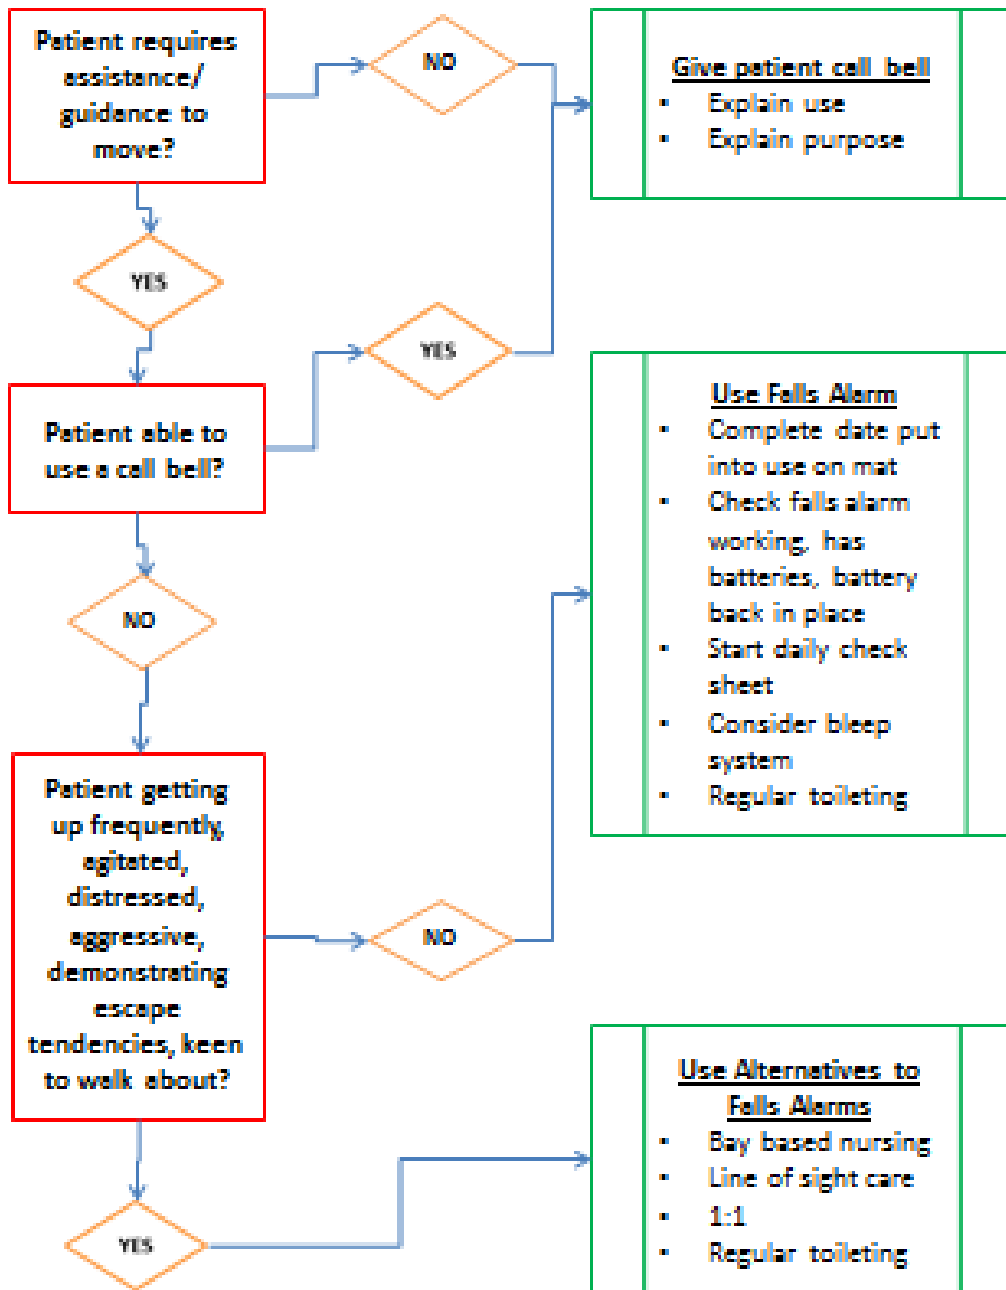 Patient requires
assistance/
guidance to
move?
NO
Give patient call bell
• Explain use
• Explain purpose
YES
YES
Patient able to
use a call bell?
NO
Use Falls Alarm
• Complete date put
into use on mat
• Check falls alarm
working, has
batteries, battery
back in place
• Start daily check
sheet
• Consider bleep
system
• Regular toileting
Patient getting
up frequently,
agitated,
distressed,
aggressive,
demonstrating
escape
tendencies, keen
to walk about?
NO
Use Alternatives to
Falls Alarms
• Bay based nursing
• Line of sight care
• 1:1
• Regular toileting
YES